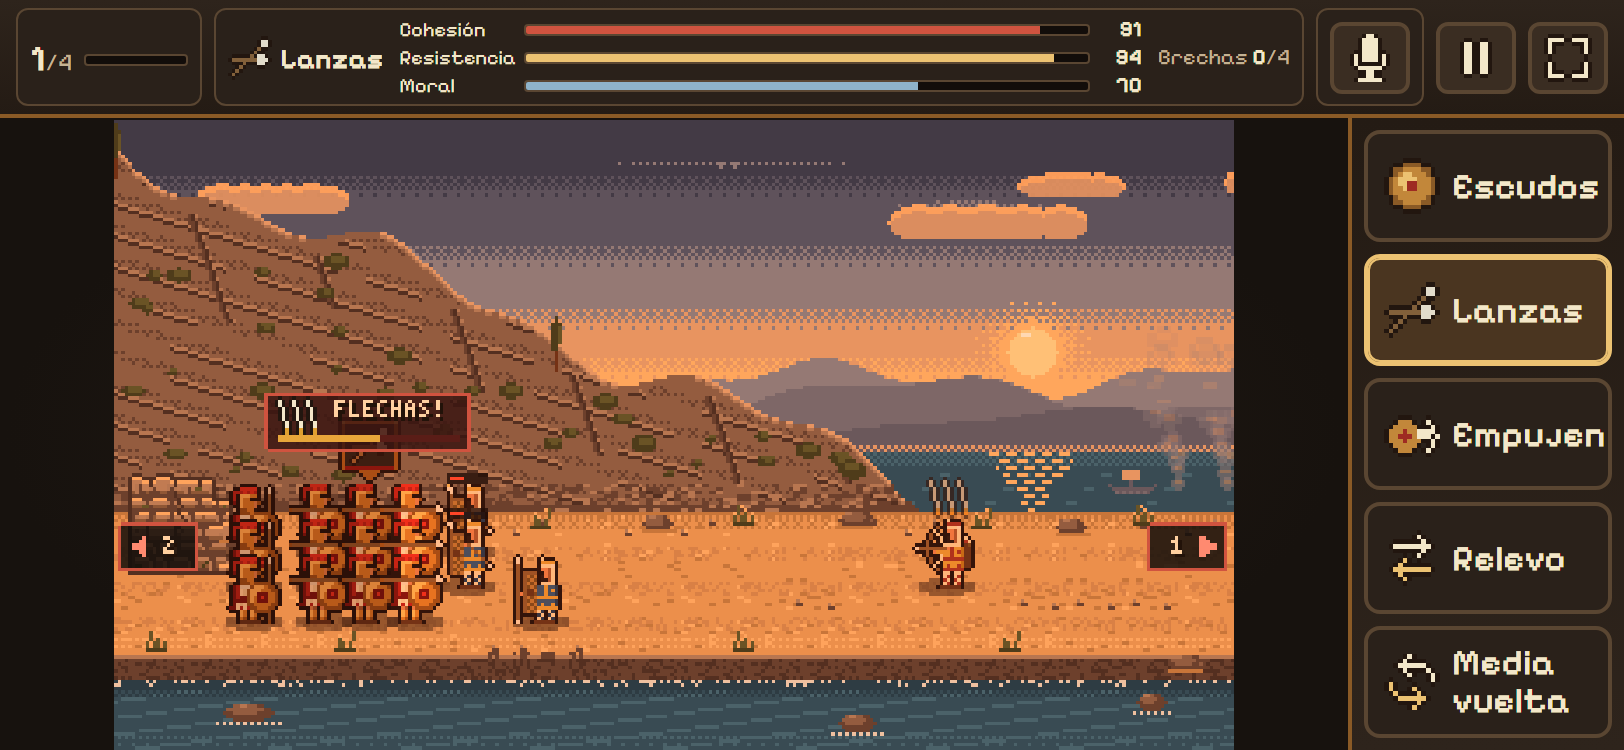 1/4
Lanzas
Cohesión 91
Resistencia 94
Moral 70
Brechas 0/4
Escudos
Lanzas
Empujen
Relevo
Media
vuelta
FLECHAS!
2
1